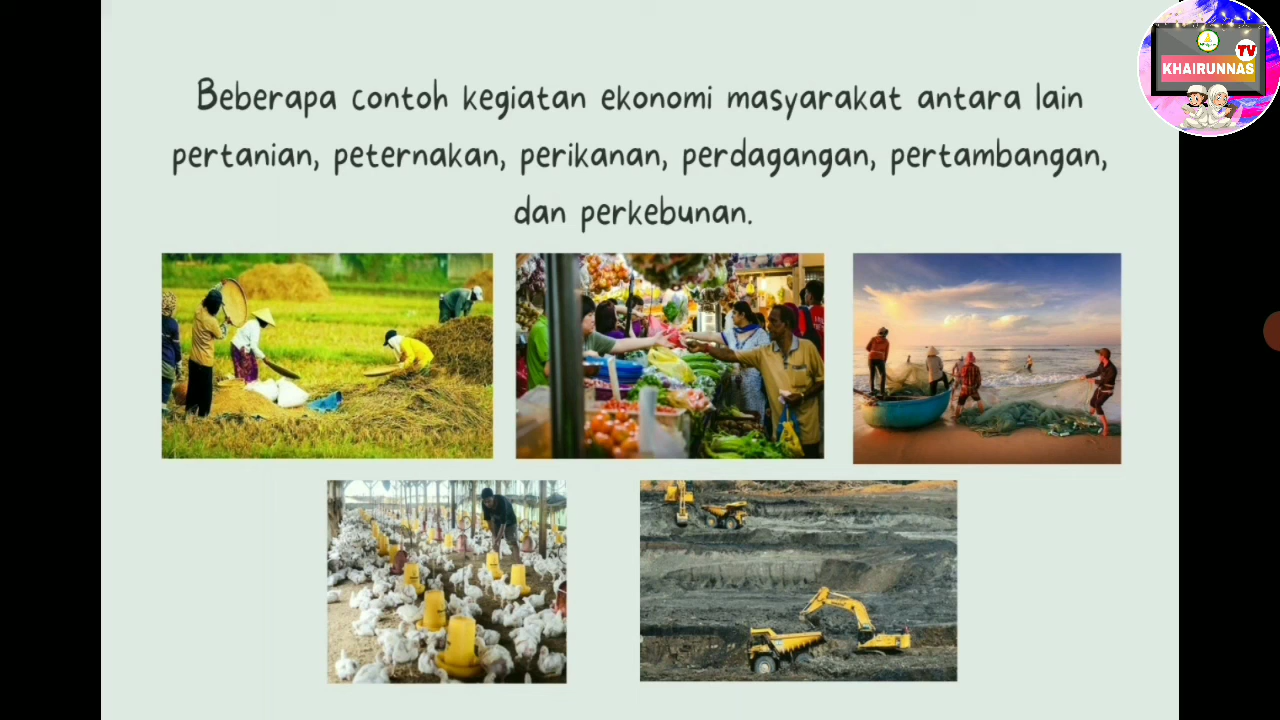 Beberapa contoh kegiatan ekonomi masyarakat antara lain
pertanian, peternakan, perikanan, perdagangan, pertambangan,
dan perkebunan.
TV
KHAIRUNNAS